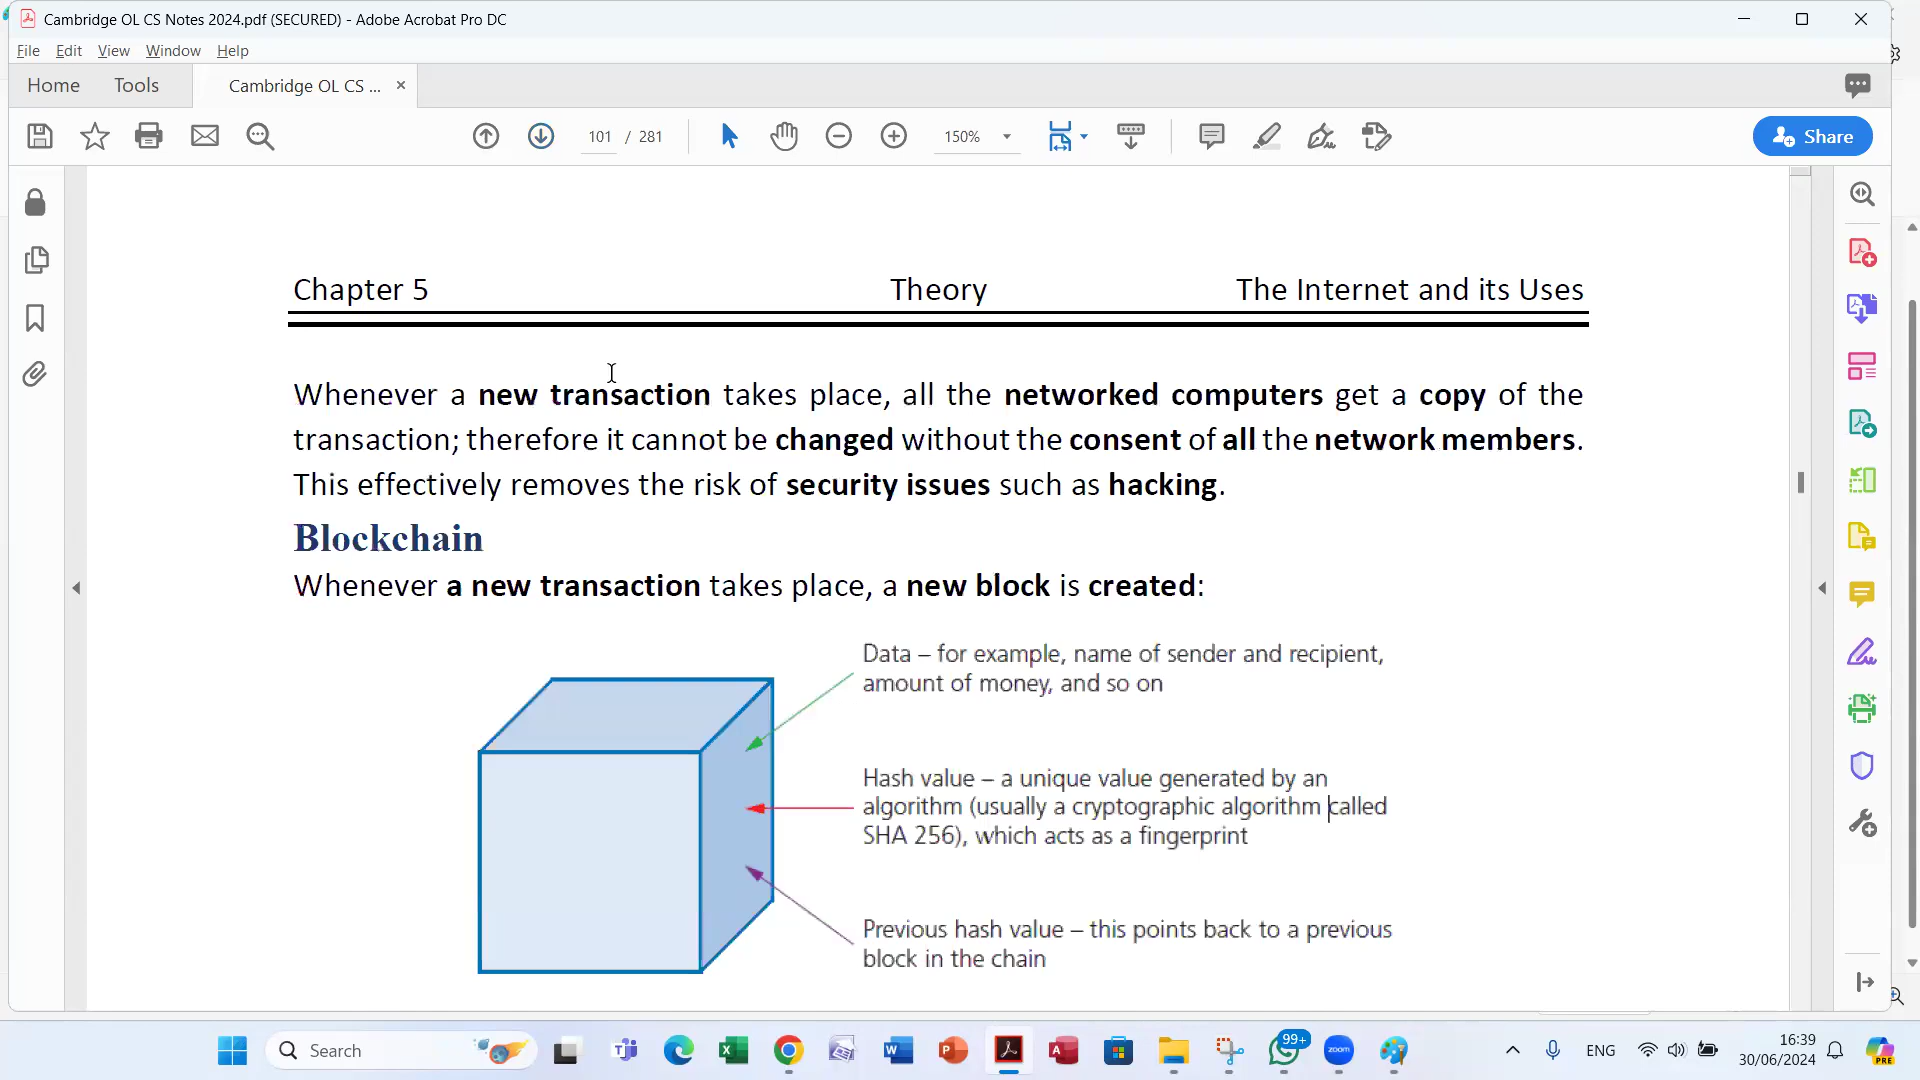 Cambridge OL CS Notes 2024.pdf (SECURED) - Adobe Acrobat Pro DC
File Edit View Window Help
Home Tools Cambridge OL CS ... ×
101 / 281 150% Share
Chapter 5 Theory The Internet and its Uses
Whenever a new transaction takes place, all the networked computers get a copy of the
transaction; therefore it cannot be changed without the consent of all the network members.
This effectively removes the risk of security issues such as hacking.
Blockchain
Whenever a new transaction takes place, a new block is created:
Data – for example, name of sender and recipient,
amount of money, and so on
Hash value – a unique value generated by an
algorithm (usually a cryptographic algorithm called
SHA 256), which acts as a fingerprint
Previous hash value – this points back to a previous
block in the chain
Search 99+ zoom ENG 16:39
30/06/2024 PRE